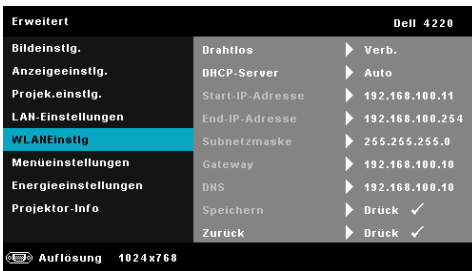 Erweitert Dell 4220
Bildeinstlg.
Anzeigeeinstlg.
Projek.einstlg.
LAN-Einstellungen
WLANEinstlg
Menüeinstellungen
Energieeinstellungen
Projektor-Info
Drahtlos Verb.
DHCP-Server Auto
Start-IP-Adresse 192.168.100.11
End-IP-Adresse 192.168.100.254
Subnetzmaske 255.255.255.0
Gateway 192.168.100.10
DNS 192.168.100.10
Speichern Drück ✓
Zurück Drück ✓
Auflösung 1024x768